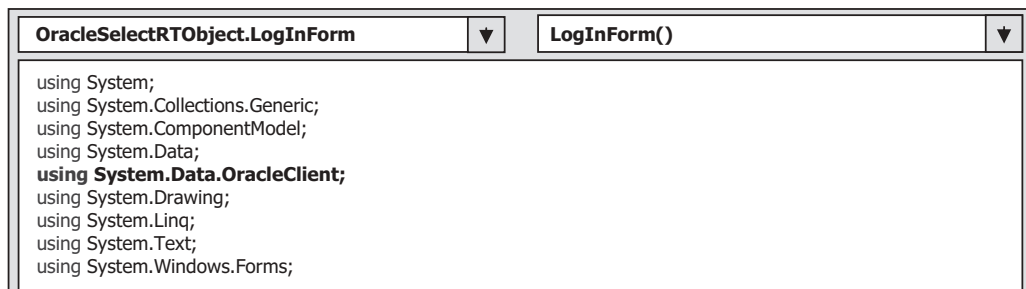 OracleSelectRTObject.LogInForm LogInForm()
using System;
using System.Collections.Generic;
using System.ComponentModel;
using System.Data;
using System.Data.OracleClient;
using System.Drawing;
using System.Linq;
using System.Text;
using System.Windows.Forms;